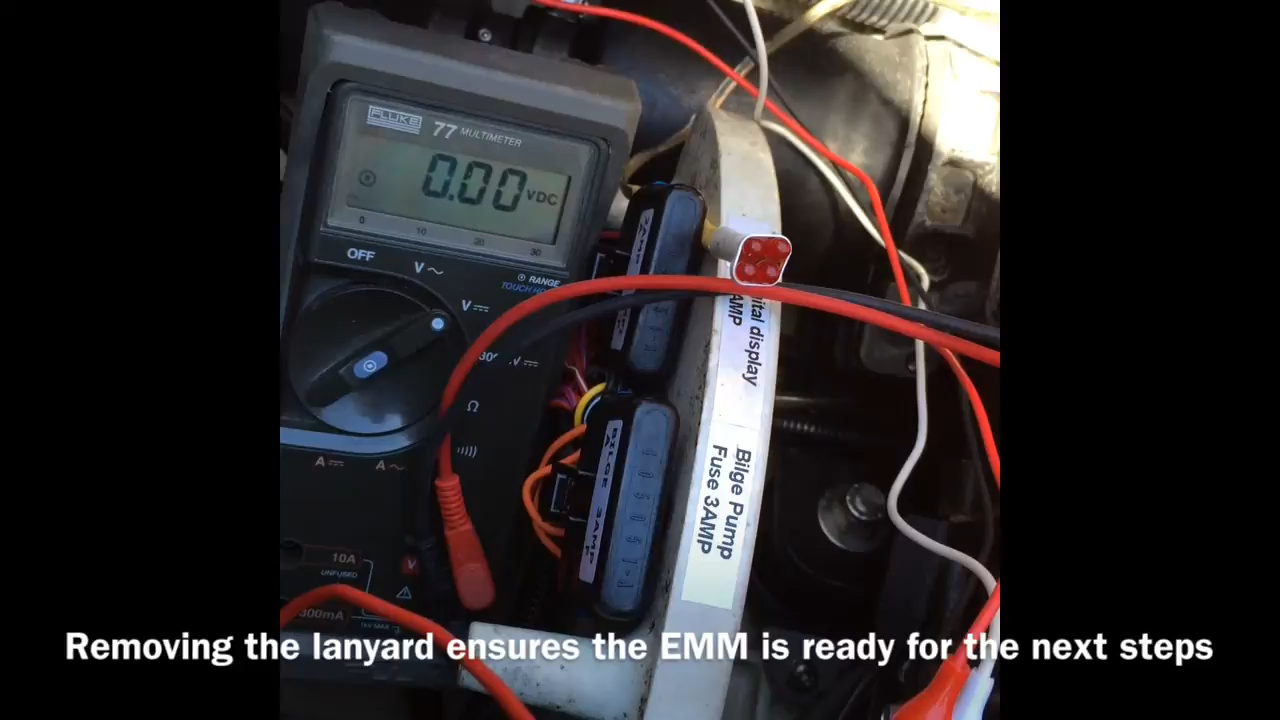 FLUKE
77 MULTIMETER
0.00 VDC
0 10 20 30
OFF
V
RANGE
V
Ω
A
A
10A
UNFUSED
V
300mA
3AMP
ital display
AMP
Bilge Pump
Fuse 3AMP
BILGE 3AMP
Removing the lanyard ensures the EMM is ready for the next steps